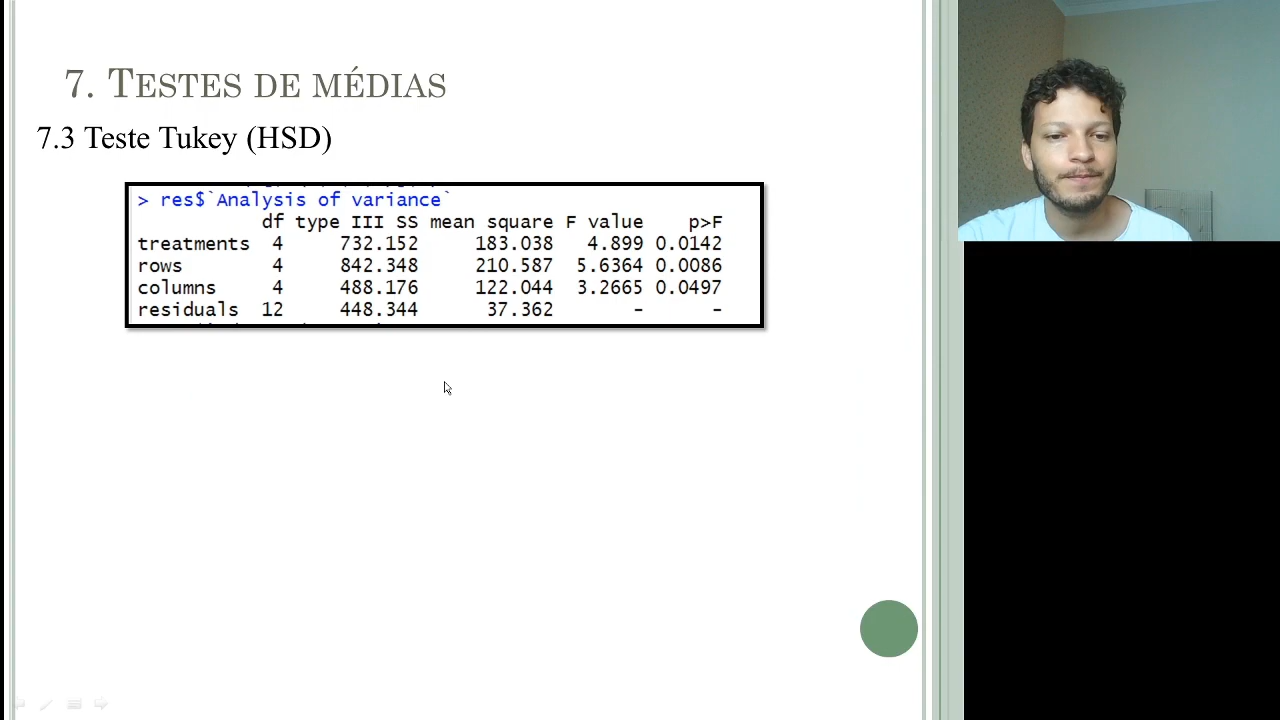 7. Testes de médias
7.3 Teste Tukey (HSD)
> res$`Analysis of variance`
df type III SS mean square F value p>F
treatments 4 732.152 183.038 4.899 0.0142
rows 4 842.348 210.587 5.6364 0.0086
columns 4 488.176 122.044 3.2665 0.0497
residuals 12 448.344 37.362 - -